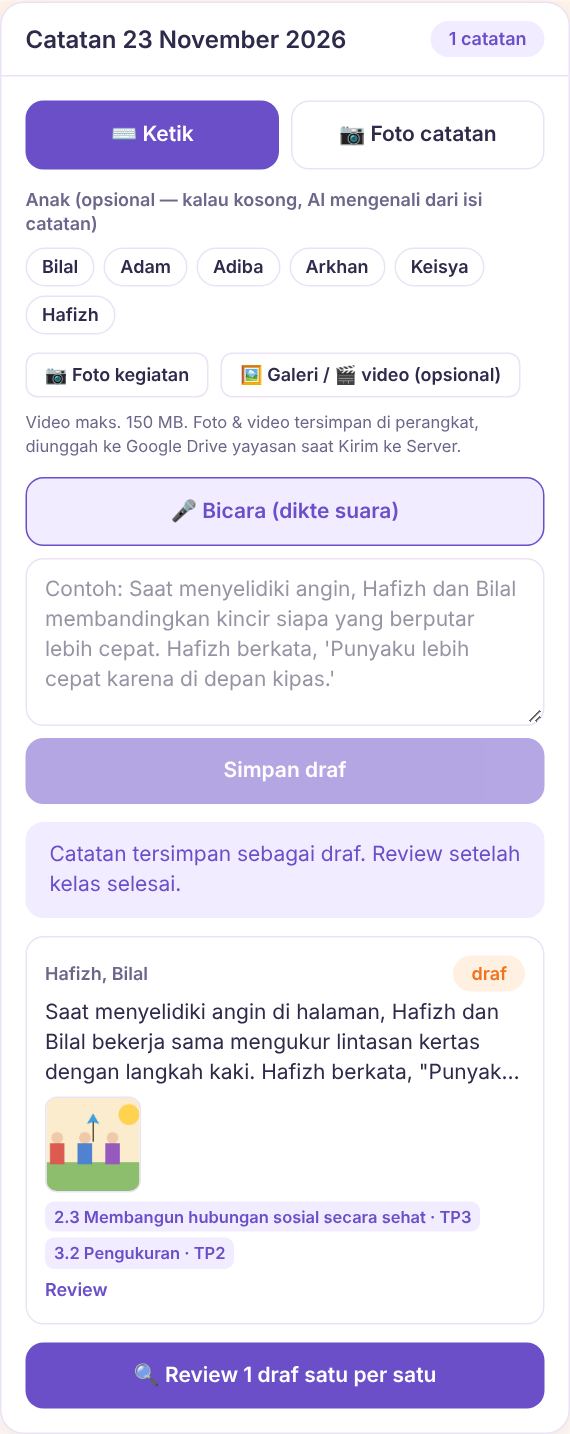 Catatan 23 November 2026
1 catatan
⌨️ Ketik
📷 Foto catatan
Anak (opsional — kalau kosong, AI mengenali dari isi
catatan)
Bilal
Adam
Adiba
Arkhan
Keisya
Hafizh
📷 Foto kegiatan
🖼️ Galeri / 🎬 video (opsional)
Video maks. 150 MB. Foto & video tersimpan di perangkat,
diunggah ke Google Drive yayasan saat Kirim ke Server.
🎤 Bicara (dikte suara)
Contoh: Saat menyelidiki angin, Hafizh dan Bilal
membandingkan kincir siapa yang berputar
lebih cepat. Hafizh berkata, 'Punyaku lebih
cepat karena di depan kipas.'
Simpan draf
Catatan tersimpan sebagai draf. Review setelah
kelas selesai.
Hafizh, Bilal
draf
Saat menyelidiki angin di halaman, Hafizh dan
Bilal bekerja sama mengukur lintasan kertas
dengan langkah kaki. Hafizh berkata, "Punyak...
2.3 Membangun hubungan sosial secara sehat · TP3
3.2 Pengukuran · TP2
Review
🔍 Review 1 draf satu per satu